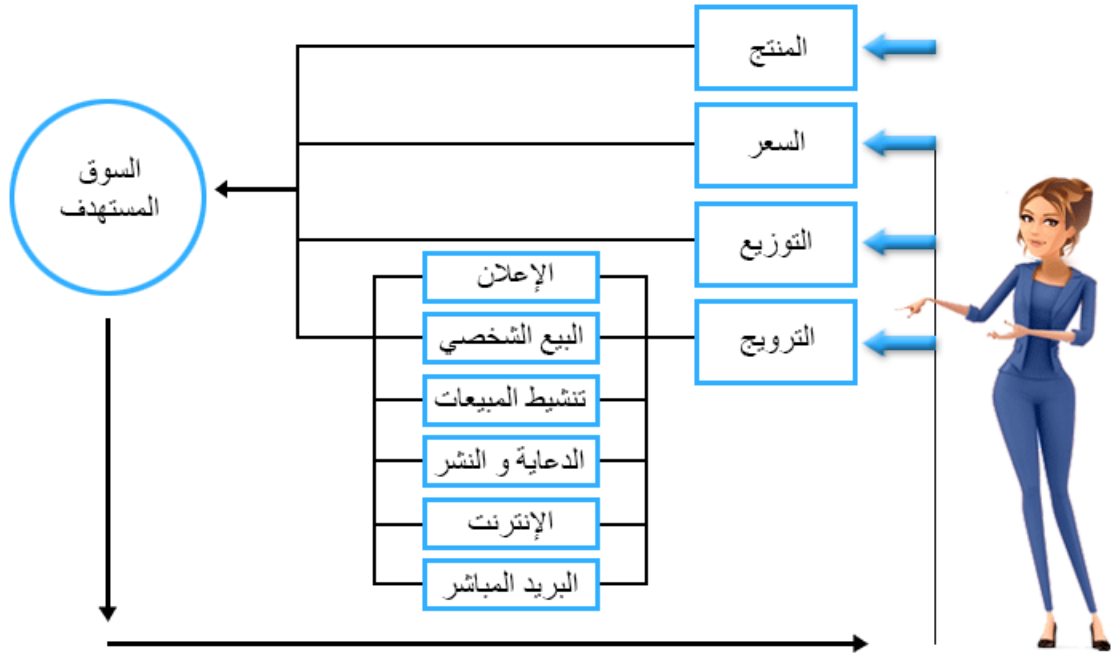 المنتج
السعر
التوزيع
الترويج
الإعلان
البيع الشخصي
تنشيط المبيعات
الدعاية و النشر
الإنترنت
البريد المباشر
السوق
المستهدف